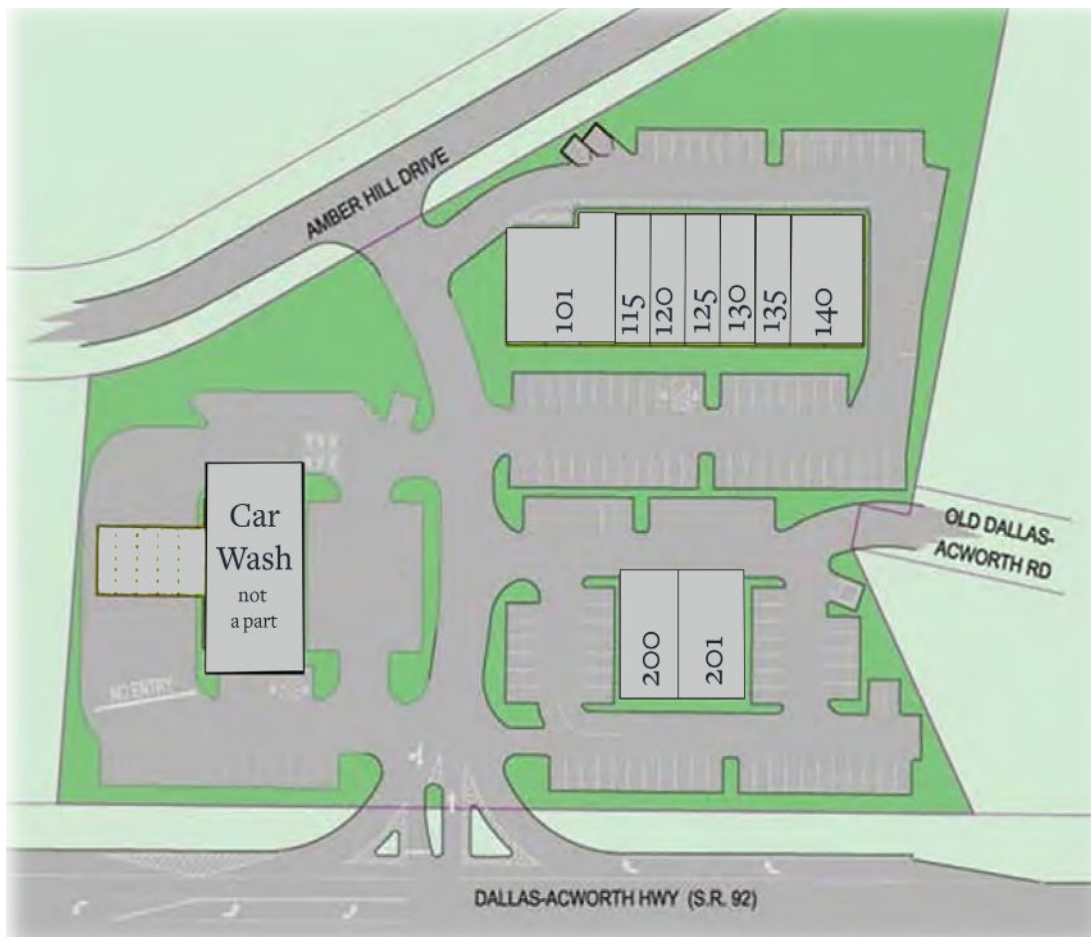 AMBER HILL DRIVE
101
115
120
125
130
135
140
Car
Wash
not
a part
OLD DALLAS-
ACWORTH RD
200
201
NO ENTRY
DALLAS-ACWORTH HWY (S.R. 92)